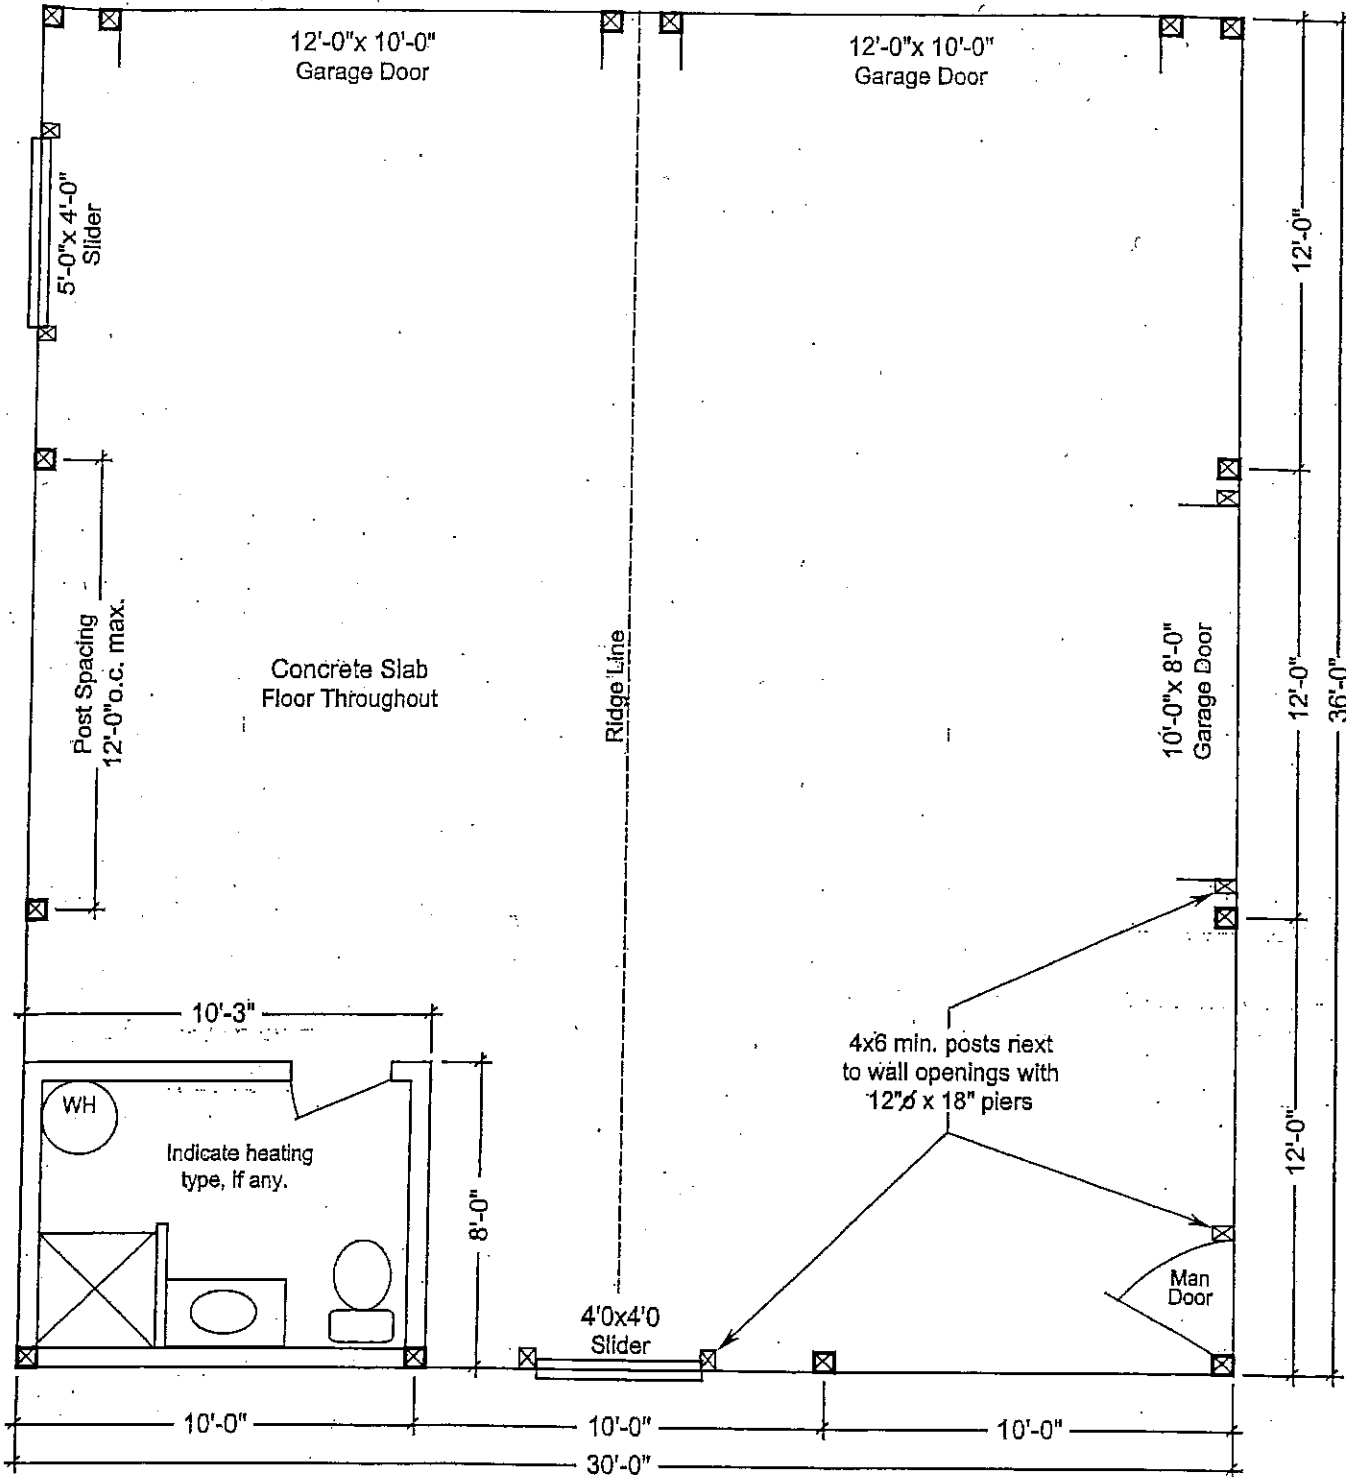 12'-0"x 10'-0"
Garage Door
12'-0"x 10'-0"
Garage Door
5'-0"x 4'-0"
Slider
12'-0"
Post Spacing
12'-0"o.c. max.
Concrete Slab
Floor Throughout
Ridge Line
10'-0"x 8'-0"
Garage Door
12'-0"
36'-0"
10'-3"
4x6 min. posts next
to wall openings with
12"ø x 18" piers
WH
Indicate heating
type, if any.
8'-0"
12'-0"
Man
Door
4'0x4'0
Slider
10'-0"
10'-0"
10'-0"
30'-0"